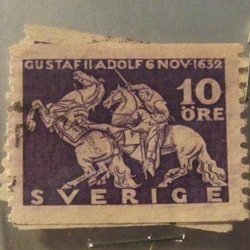 GUSTAF II ADOLF 6 NOV·1632
10
ÖRE
SVERIGE